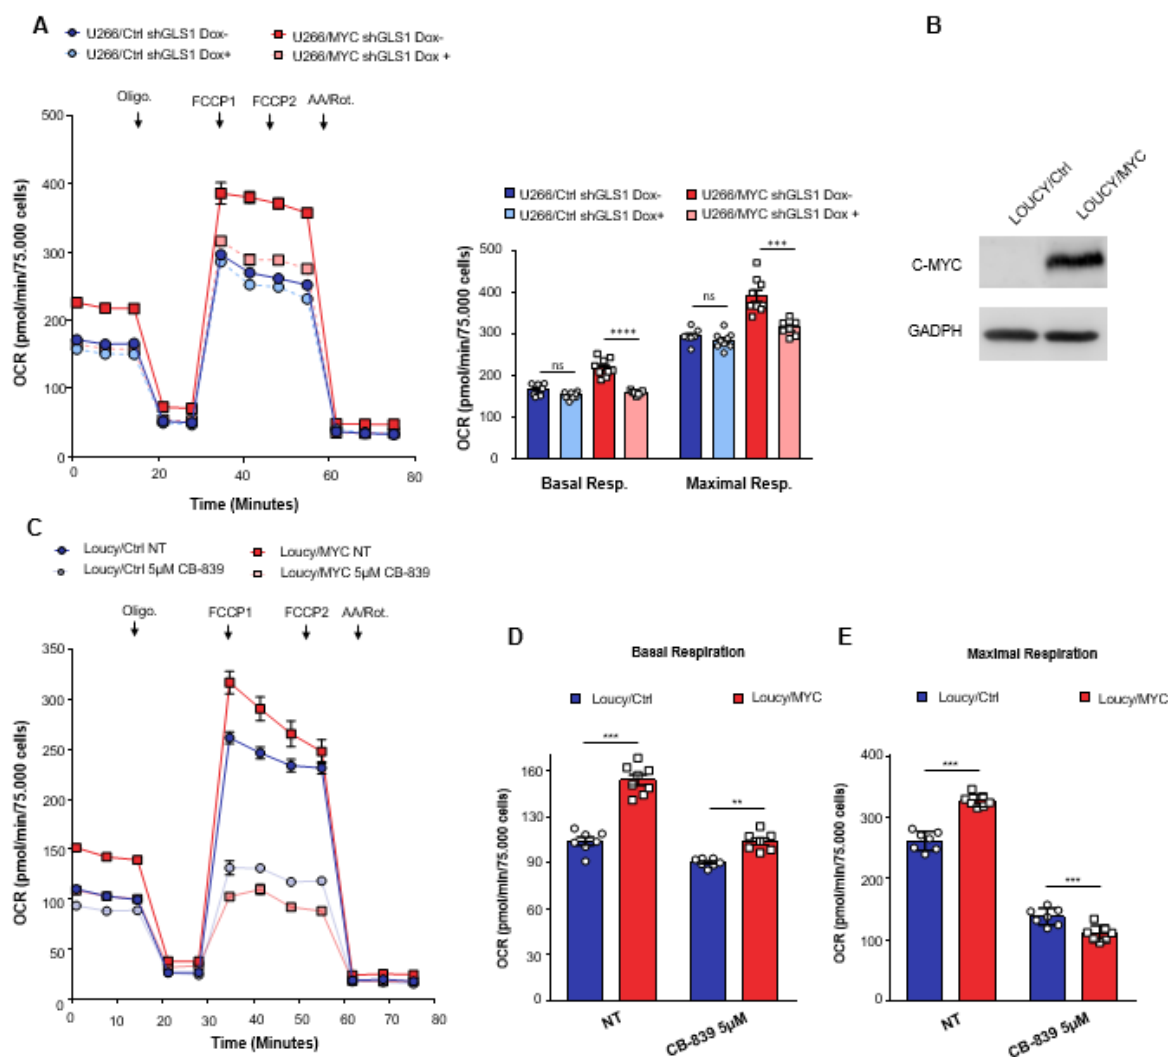 A
U266/Ctrl shGLS1 Dox-
U266/MYC shGLS1 Dox-
U266/Ctrl shGLS1 Dox+
U266/MYC shGLS1 Dox +
Oligo.
FCCP1
FCCP2
AA/Rot.
OCR (pmol/min/75.000 cells)
500
400
300
200
100
0
0 20 40 60 80
Time (Minutes)
U266/Ctrl shGLS1 Dox-
U266/MYC shGLS1 Dox-
U266/Ctrl shGLS1 Dox+
U266/MYC shGLS1 Dox +
OCR (pmol/min/75.000 cells)
500
400
300
200
100
0
ns
****
ns
***
Basal Resp.
Maximal Resp.
B
LOUCY/Ctrl
LOUCY/MYC
C-MYC
GADPH
C
Loucy/Ctrl NT
Loucy/MYC NT
Loucy/Ctrl 5µM CB-839
Loucy/MYC 5µM CB-839
Oligo.
FCCP1
FCCP2
AA/Rot.
OCR (pmol/min/75.000 cells)
350
300
250
200
150
100
50
0
0 10 20 30 40 50 60 70 80
Time (Minutes)
D
Basal Respiration
Loucy/Ctrl
Loucy/MYC
OCR (pmol/min/75.000 cells)
160
130
90
60
30
0
***
**
NT
CB-839 5µM
E
Maximal Respiration
Loucy/Ctrl
Loucy/MYC
OCR (pmol/min/75.000 cells)
400
300
200
100
0
***
***
NT
CB-839 5µM